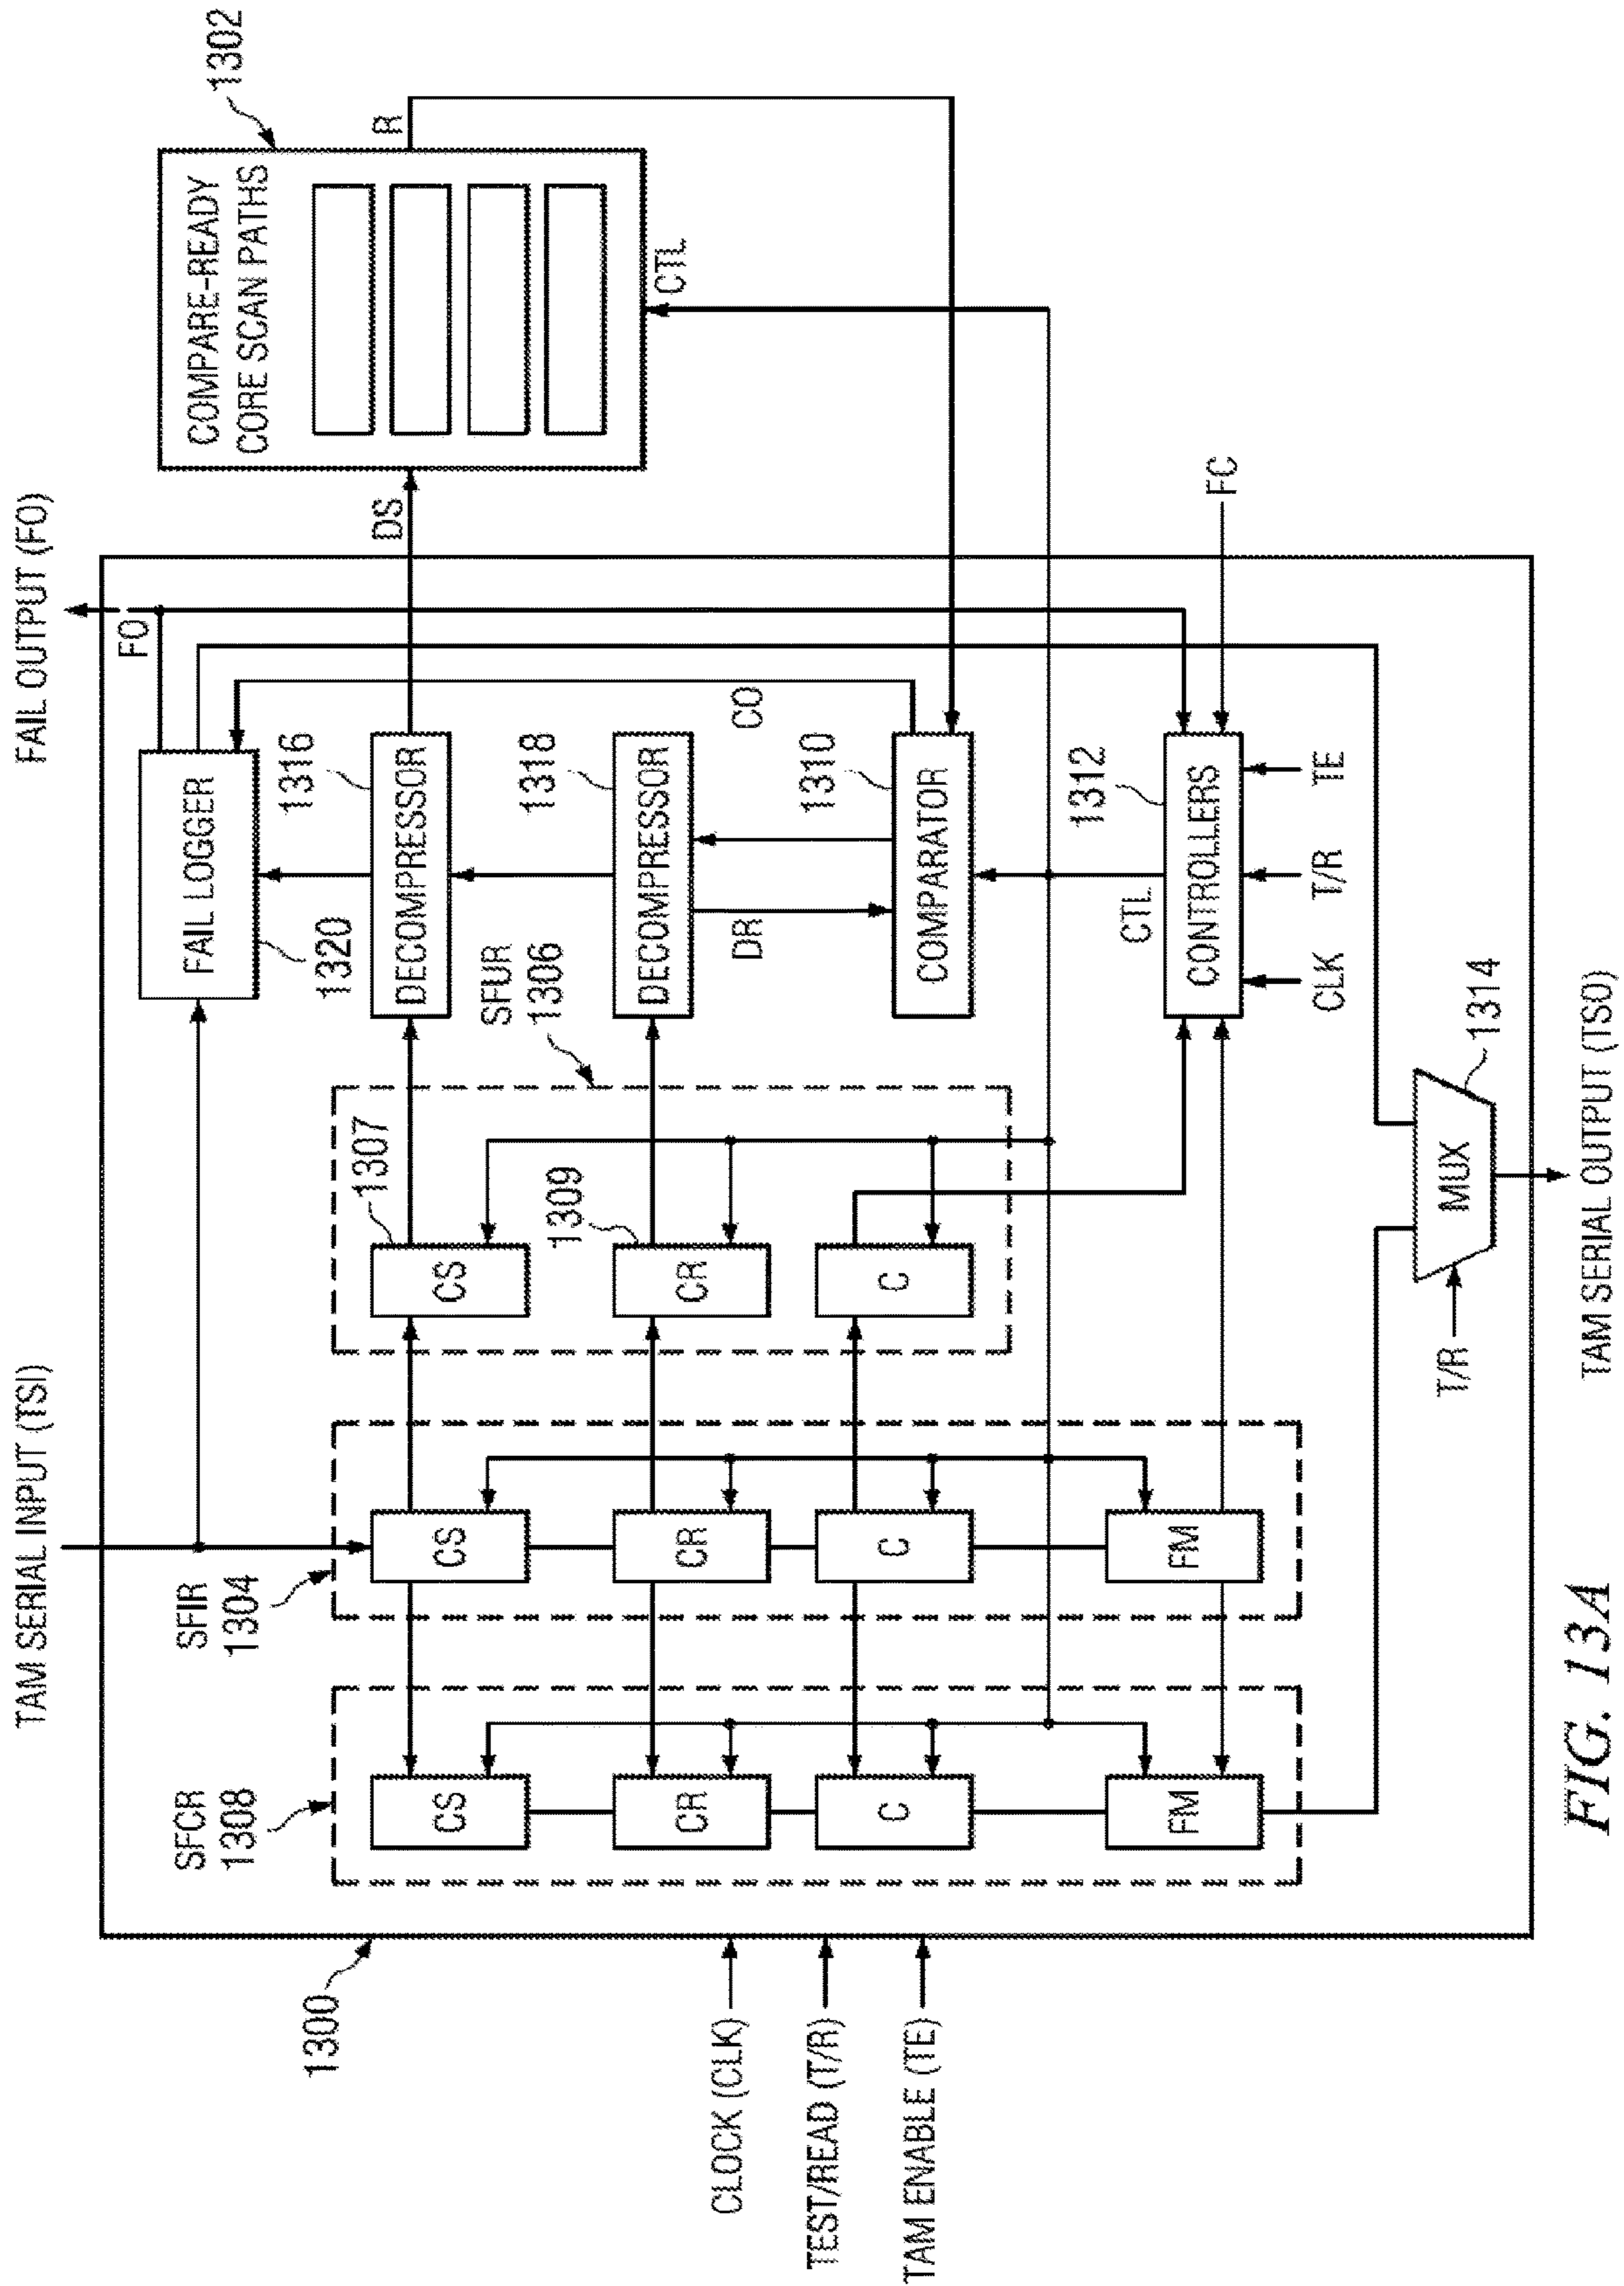 TAM SERIAL INPUT (TSI)
FAIL OUTPUT (FO)
1300
CLOCK (CLK)
TEST/READ (T/R)
TAM ENABLE (TE)
SFCR
1308
CS
CR
C
FM
SFIR
1304
CS
CR
C
FM
SFUR
1306
1307
CS
1309
CR
C
FAIL LOGGER
1320
FO
DECOMPRESSOR
1316
DS
DECOMPRESSOR
1318
DR
CO
COMPARATOR
1310
CTL
CONTROLLERS
1312
CLK
T/R
TE
FC
COMPARE-READY
CORE SCAN PATHS
1302
R
CTL
T/R
MUX
1314
TAM SERIAL OUTPUT (TSO)
FIG. 13A